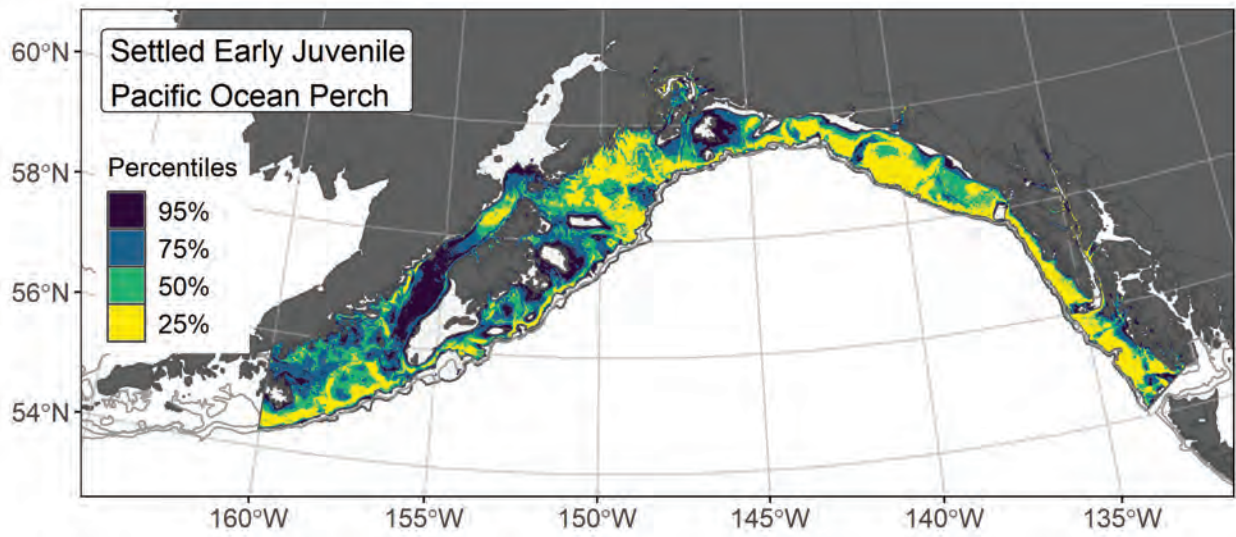 Settled Early Juvenile
Pacific Ocean Perch
Percentiles
95%
75%
50%
25%
60°N
58°N
56°N
54°N
160°W
155°W
150°W
145°W
140°W
135°W